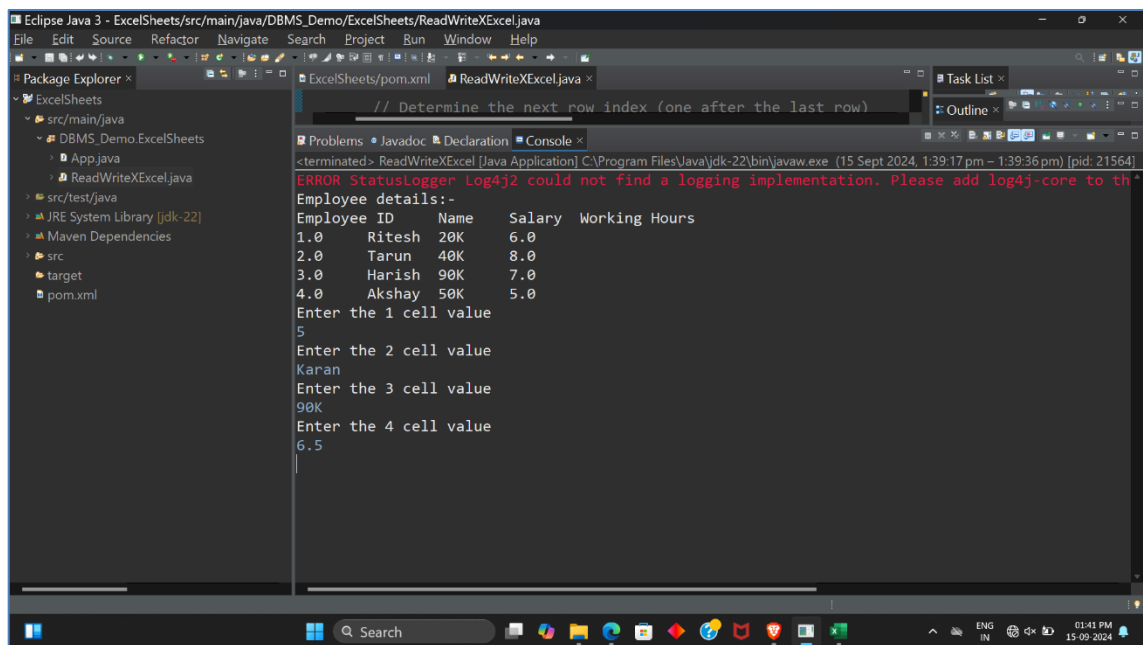 Eclipse Java 3 - ExcelSheets/src/main/java/DBMS_Demo/ExcelSheets/ReadWriteXExcel.java
File Edit Source Refactor Navigate Search Project Run Window Help
Package Explorer
ExcelSheets
src/main/java
DBMS_Demo.ExcelSheets
App.java
ReadWriteXExcel.java
src/test/java
JRE System Library [jdk-22]
Maven Dependencies
src
target
pom.xml
ExcelSheets/pom.xml ReadWriteXExcel.java
// Determine the next row index (one after the last row)
Problems Javadoc Declaration Console
<terminated> ReadWriteXExcel [Java Application] C:\Program Files\Java\jdk-22\bin\javaw.exe (15 Sept 2024, 1:39:17 pm – 1:39:36 pm) [pid: 21564]
ERROR StatusLogger Log4j2 could not find a logging implementation. Please add log4j-core to th
Employee details:-
Employee ID Name Salary Working Hours
1.0 Ritesh 20K 6.0
2.0 Tarun 40K 8.0
3.0 Harish 90K 7.0
4.0 Akshay 50K 5.0
Enter the 1 cell value
5
Enter the 2 cell value
Karan
Enter the 3 cell value
90K
Enter the 4 cell value
6.5
Task List
Outline
Search
ENG
IN
01:41 PM
15-09-2024